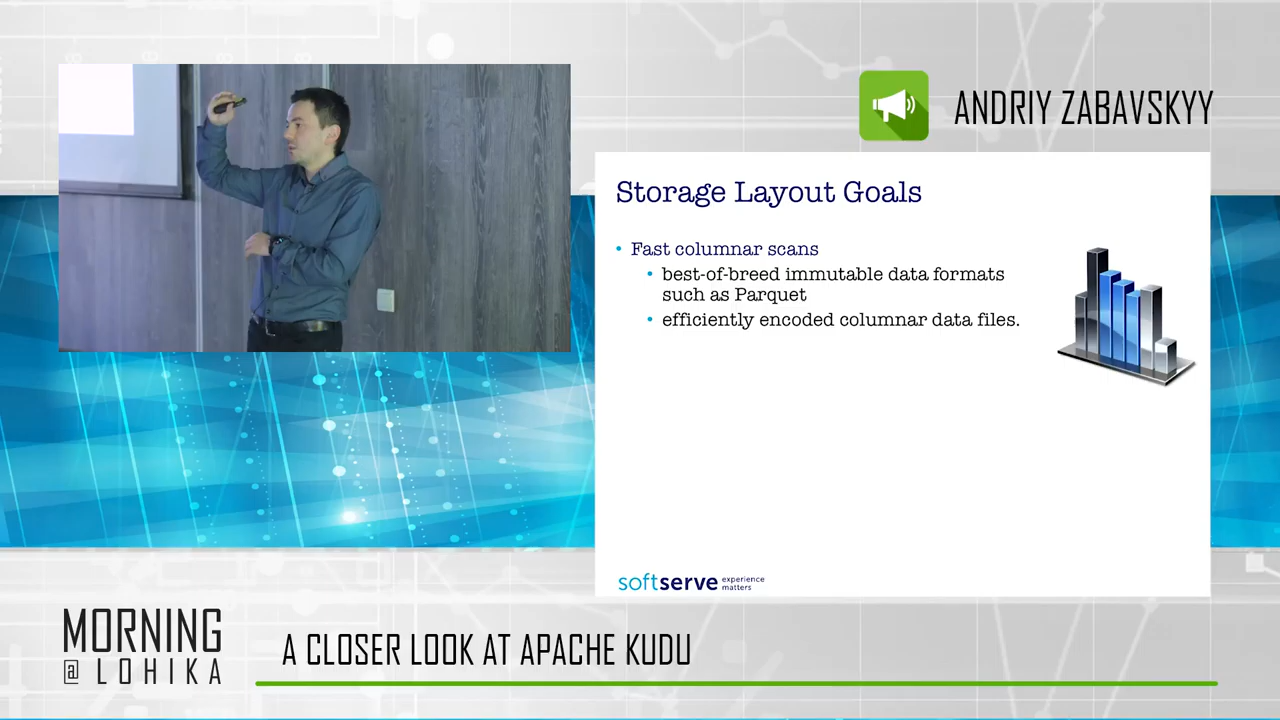 ANDRIY ZABAVSKYY
Storage Layout Goals
• Fast columnar scans
• best-of-breed immutable data formats
such as Parquet
• efficiently encoded columnar data files.
softserve experience
matters
MORNING
@ LOHIKA
A CLOSER LOOK AT APACHE KUDU